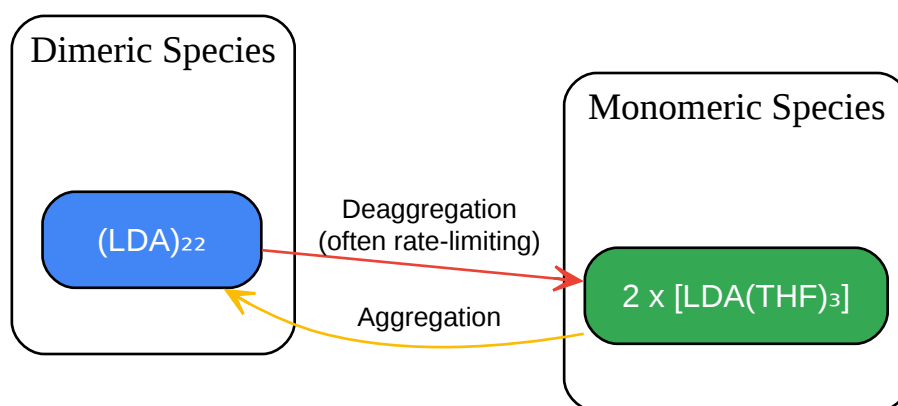 Dimeric Species
Monomeric Species
(LDA)₂₂
Deaggregation
(often rate-limiting)
2 x [LDA(THF)₃]
Aggregation